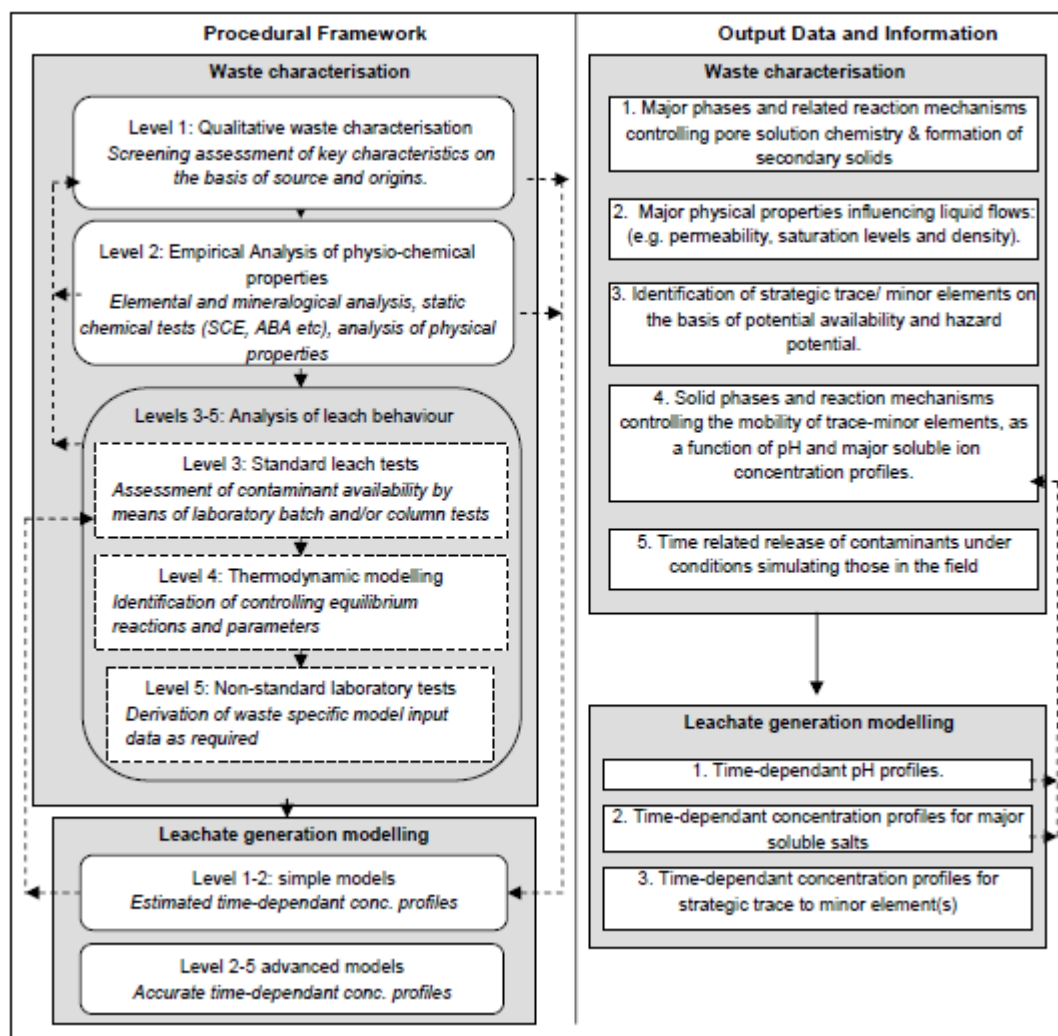 Procedural Framework
Waste characterisation
Level 1: Qualitative waste characterisation
Screening assessment of key characteristics on
the basis of source and origins.
Level 2: Empirical Analysis of physio-chemical
properties
Elemental and mineralogical analysis, static
chemical tests (SCE, ABA etc), analysis of physical
properties
Levels 3-5: Analysis of leach behaviour
Level 3: Standard leach tests
Assessment of contaminant availability by
means of laboratory batch and/or column tests
Level 4: Thermodynamic modelling
Identification of controlling equilibrium
reactions and parameters
Level 5: Non-standard laboratory tests
Derivation of waste specific model input
data as required
Leachate generation modelling
Level 1-2: simple models
Estimated time-dependant conc. profiles
Level 2-5 advanced models
Accurate time-dependant conc. profiles
Output Data and Information
Waste characterisation
1. Major phases and related reaction mechanisms
controlling pore solution chemistry & formation of
secondary solids
2. Major physical properties influencing liquid flows:
(e.g. permeability, saturation levels and density).
3. Identification of strategic trace/ minor elements on
the basis of potential availability and hazard
potential.
4. Solid phases and reaction mechanisms
controlling the mobility of trace-minor elements, as
a function of pH and major soluble ion
concentration profiles.
5. Time related release of contaminants under
conditions simulating those in the field
Leachate generation modelling
1. Time-dependant pH profiles.
2. Time-dependant concentration profiles for major
soluble salts
3. Time-dependant concentration profiles for
strategic trace to minor element(s)